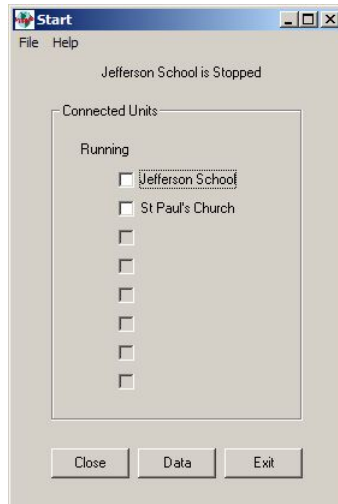 Start
File Help
Jefferson School is Stopped
Connected Units
Running
Jefferson School
St Paul's Church
Close Data Exit